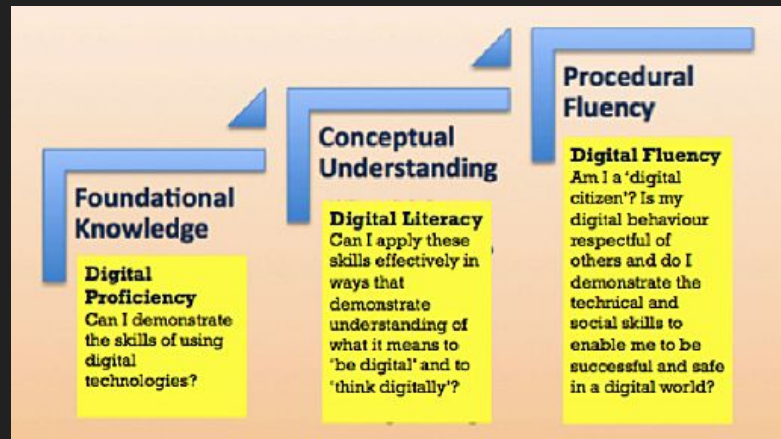 Foundational
Knowledge
Digital
Proficiency
Can I demonstrate
the skills of using
digital
technologies?
Conceptual
Understanding
Digital Literacy
Can I apply these
skills effectively in
ways that
demonstrate
understanding of
what it means to
'be digital' and to
'think digitally'?
Procedural
Fluency
Digital Fluency
Am I a 'digital
citizen'? Is my
digital behaviour
respectful of
others and do I
demonstrate the
technical and
social skills to
enable me to be
successful and safe
in a digital world?